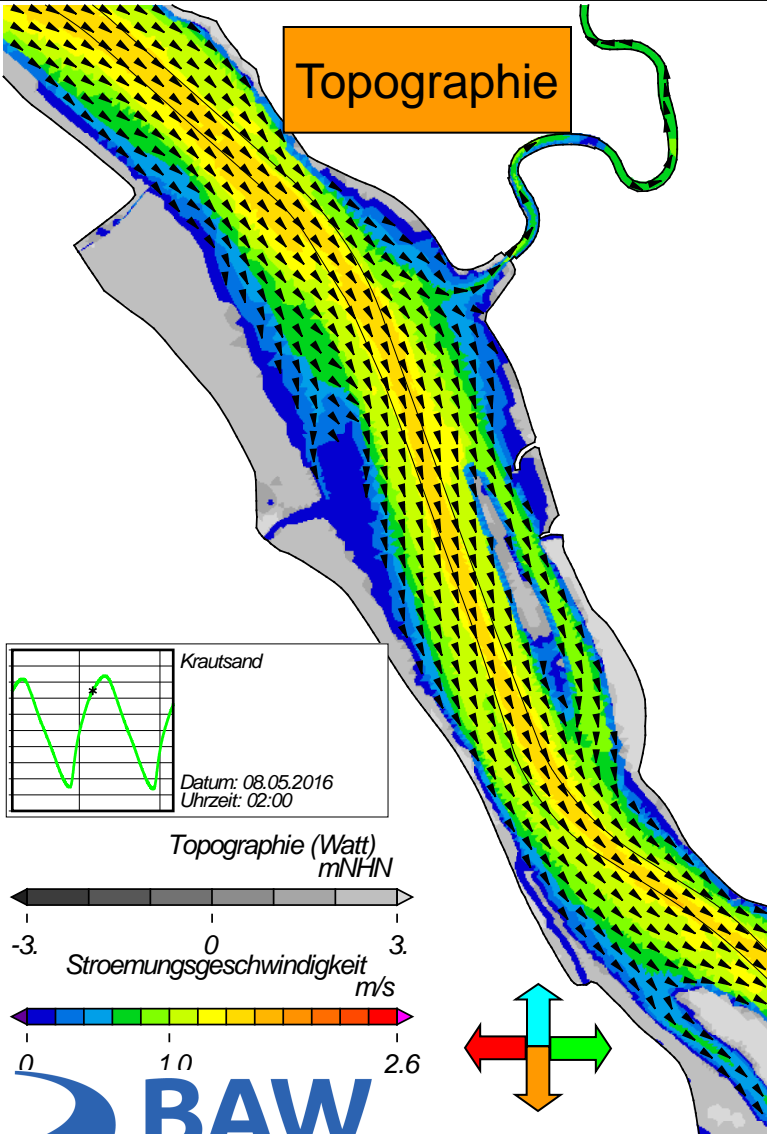 Topographie
Krautsand
Datum: 08.05.2016
Uhrzeit: 02:00
Topographie (Watt)
mNHN
-3. 0 3.
Stroemungsgeschwindigkeit
m/s
0 1.0 2.6
BAW